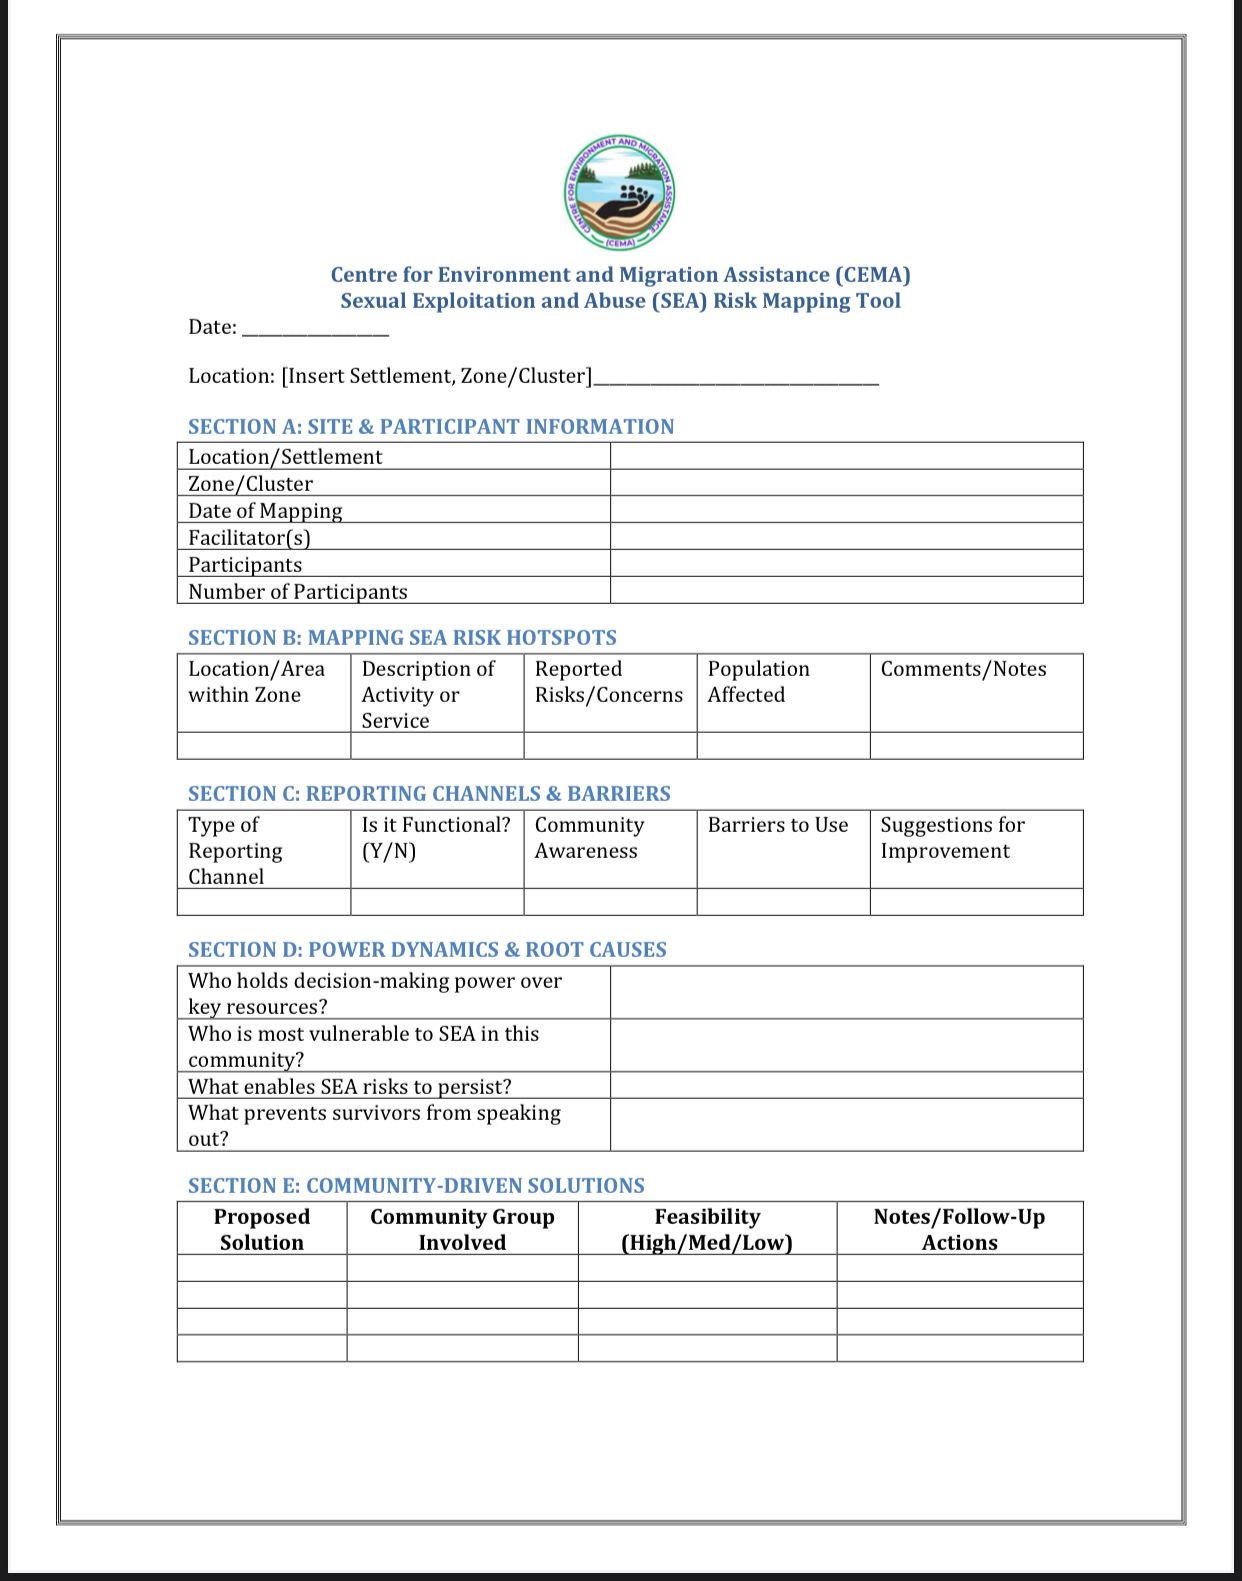 CENTRE FOR ENVIRONMENT AND MIGRATION ASSISTANCE
(CEMA)
Centre for Environment and Migration Assistance (CEMA)
Sexual Exploitation and Abuse (SEA) Risk Mapping Tool
Date: _______________
Location: [Insert Settlement, Zone/Cluster]_____________________________
SECTION A: SITE & PARTICIPANT INFORMATION
Location/Settlement
Zone/Cluster
Date of Mapping
Facilitator(s)
Participants
Number of Participants
SECTION B: MAPPING SEA RISK HOTSPOTS
Location/Area
within Zone
Description of
Activity or
Service
Reported
Risks/Concerns
Population
Affected
Comments/Notes
SECTION C: REPORTING CHANNELS & BARRIERS
Type of
Reporting
Channel
Is it Functional?
(Y/N)
Community
Awareness
Barriers to Use
Suggestions for
Improvement
SECTION D: POWER DYNAMICS & ROOT CAUSES
Who holds decision-making power over
key resources?
Who is most vulnerable to SEA in this
community?
What enables SEA risks to persist?
What prevents survivors from speaking
out?
SECTION E: COMMUNITY-DRIVEN SOLUTIONS
Proposed
Solution
Community Group
Involved
Feasibility
(High/Med/Low)
Notes/Follow-Up
Actions